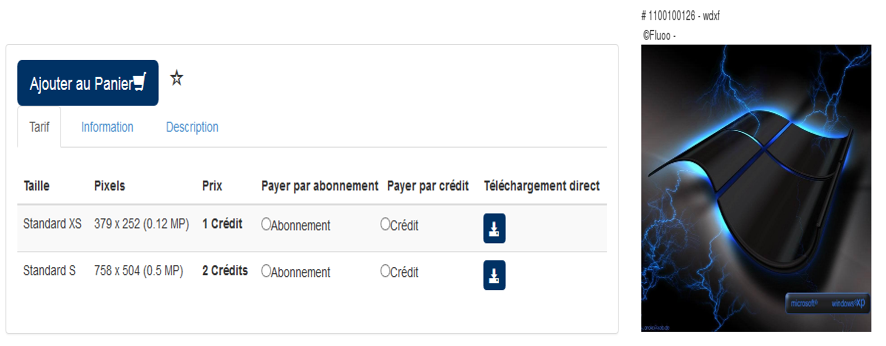 # 1100100126 - wdxf
©Fluoo -
Ajouter au Panier
Tarif Information Description
Taille Pixels Prix Payer par abonnement Payer par crédit Téléchargement direct
Standard XS 379 x 252 (0.12 MP) 1 Crédit Abonnement Crédit
Standard S 758 x 504 (0.5 MP) 2 Crédits Abonnement Crédit
microsoft® windowsXP